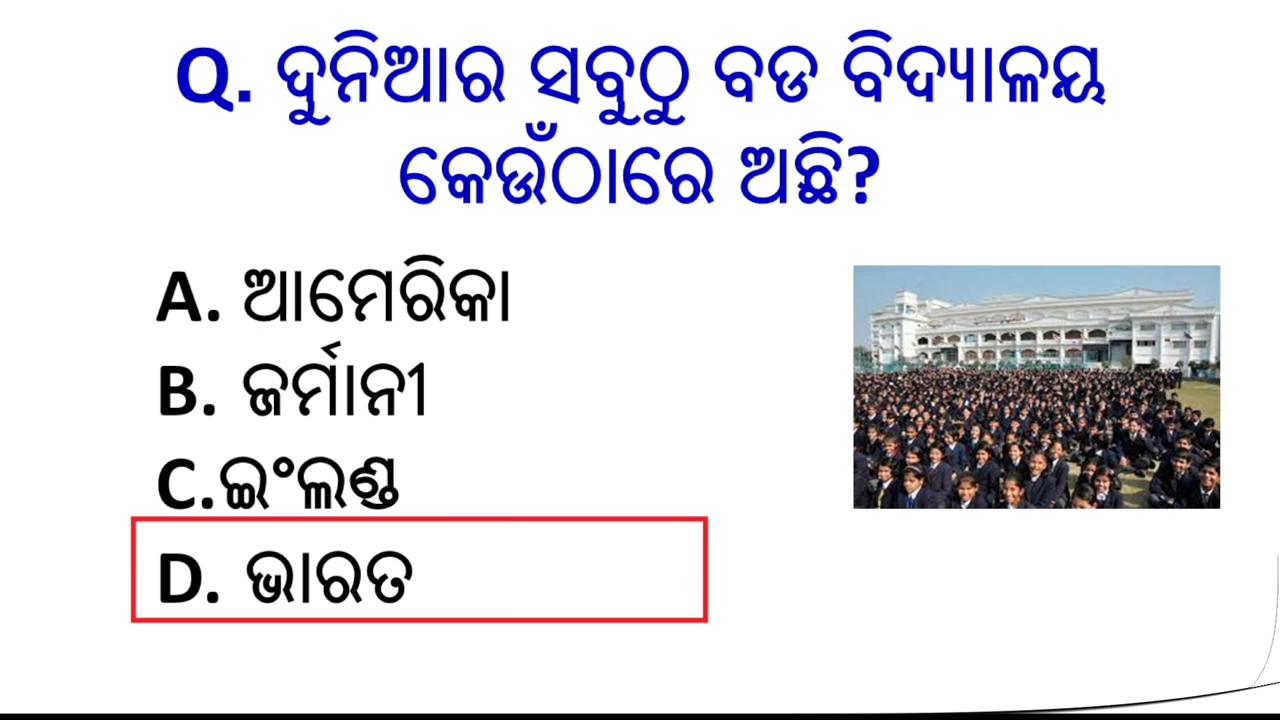 Q. ଦୁନିଆର ସବୁଠୁ ବଡ ବିଦ୍ୟାଳୟ
କେଉଁଠାରେ ଅଛି?
A. ଆମେରିକା
B. ଜର୍ମାନୀ
C.ଇଂଲଣ୍ଡ
D. ଭାରତ